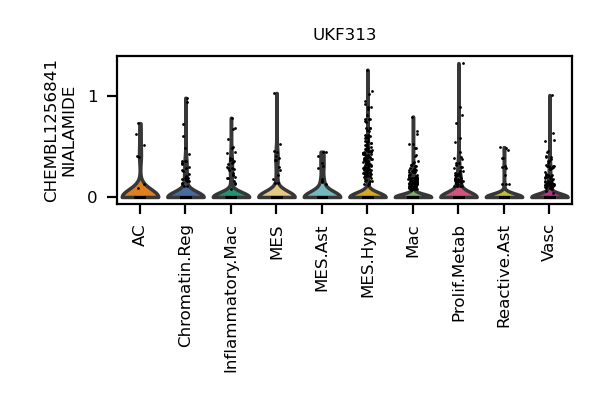 UKF313
CHEMBL1256841
NIALAMIDE
1
0
AC
Chromatin.Reg
Inflammatory.Mac
MES
MES.Ast
MES.Hyp
Mac
Prolif.Metab
Reactive.Ast
Vasc